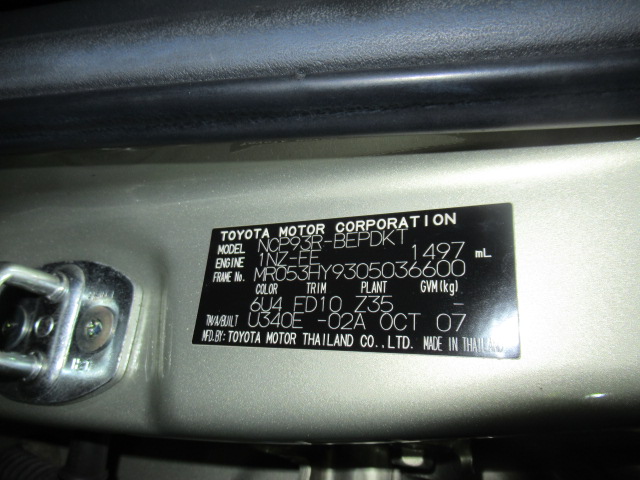 TOYOTA MOTOR CORPORATION
MODEL NCP93R-BEPDKT
ENGINE 1NZ-FE 1497 mL
FRAME No. MR053HY9305036600
COLOR TRIM PLANT GVM(kg)
6U4 FD10 Z35 -
T/M/A/BUILT U340E -02A OCT 07
MFD.BY: TOYOTA MOTOR THAILAND CO.,LTD. MADE IN THAILAND